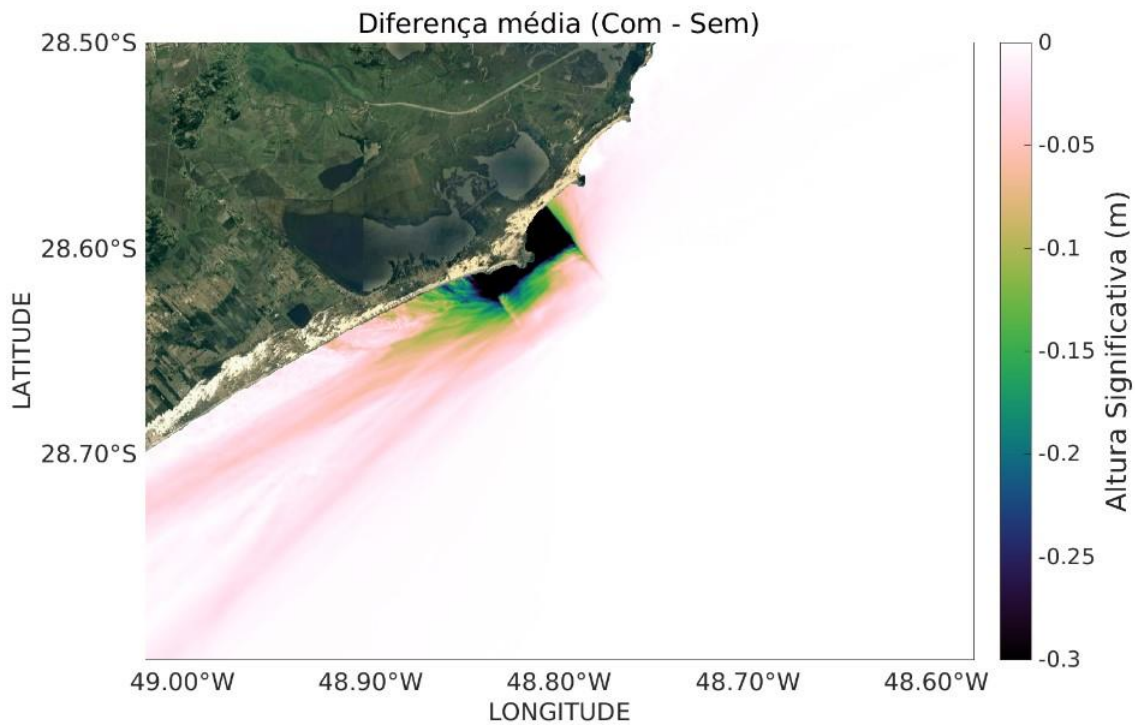 Diferença média (Com - Sem)
28.50°S
28.60°S
28.70°S
LATITUDE
49.00°W 48.90°W 48.80°W 48.70°W 48.60°W
LONGITUDE
0
-0.05
-0.1
-0.15
-0.2
-0.25
-0.3
Altura Significativa (m)